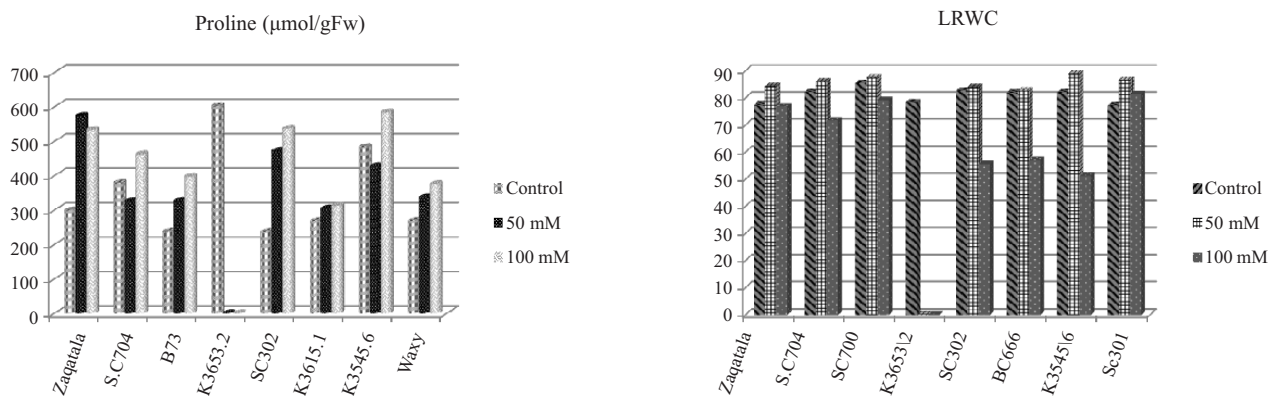 Proline (μmol/gFw)
700
600
500
400
300
200
100
0
Zaqatala
S.C704
B73
K3653.2
SC302
K3615.1
K3545.6
Waxy
Control
50 mM
100 mM
LRWC
90
80
70
60
50
40
30
20
10
0
Zaqatala
S.C704
SC700
K3653\2
SC302
BC666
K3545\6
Sc301
Control
50 mM
100 mM